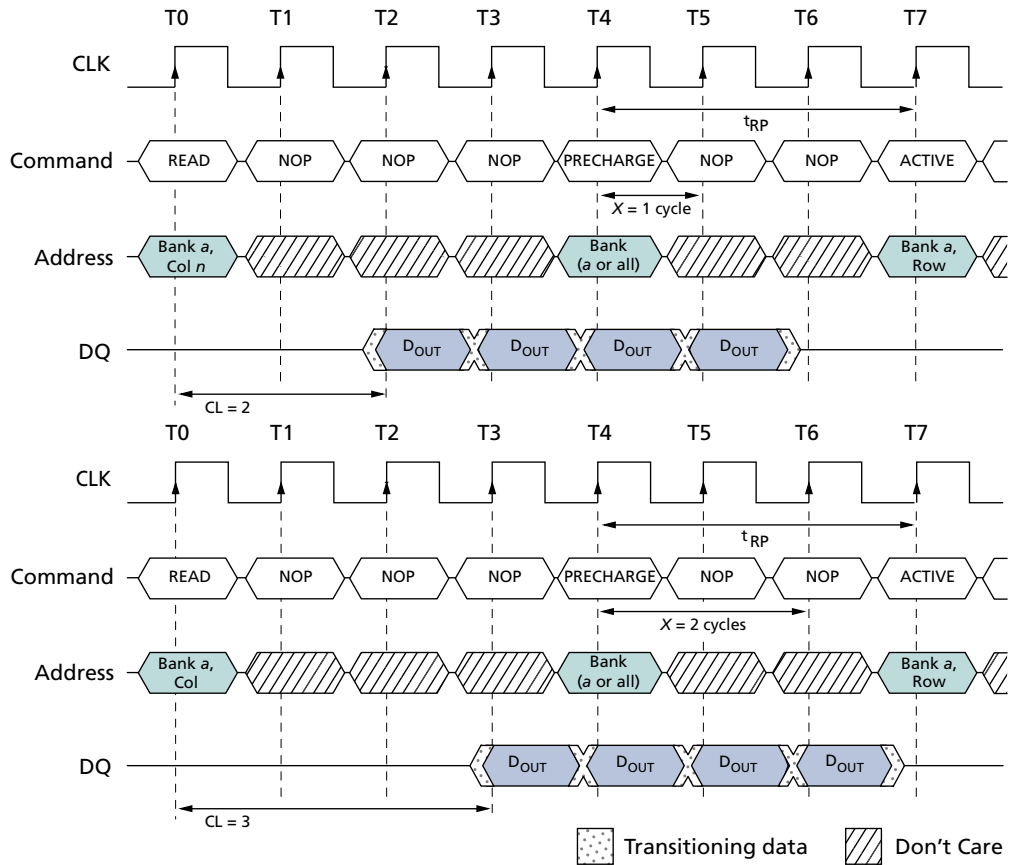 T0 T1 T2 T3 T4 T5 T6 T7
CLK
tRP
Command READ NOP NOP NOP PRECHARGE NOP NOP ACTIVE
X = 1 cycle
Address Bank a, Col n Bank (a or all) Bank a, Row
DQ DOUT DOUT DOUT DOUT
CL = 2
T0 T1 T2 T3 T4 T5 T6 T7
CLK
tRP
Command READ NOP NOP NOP PRECHARGE NOP NOP ACTIVE
X = 2 cycles
Address Bank a, Col Bank (a or all) Bank a, Row
DQ DOUT DOUT DOUT DOUT
CL = 3
Transitioning data Don't Care